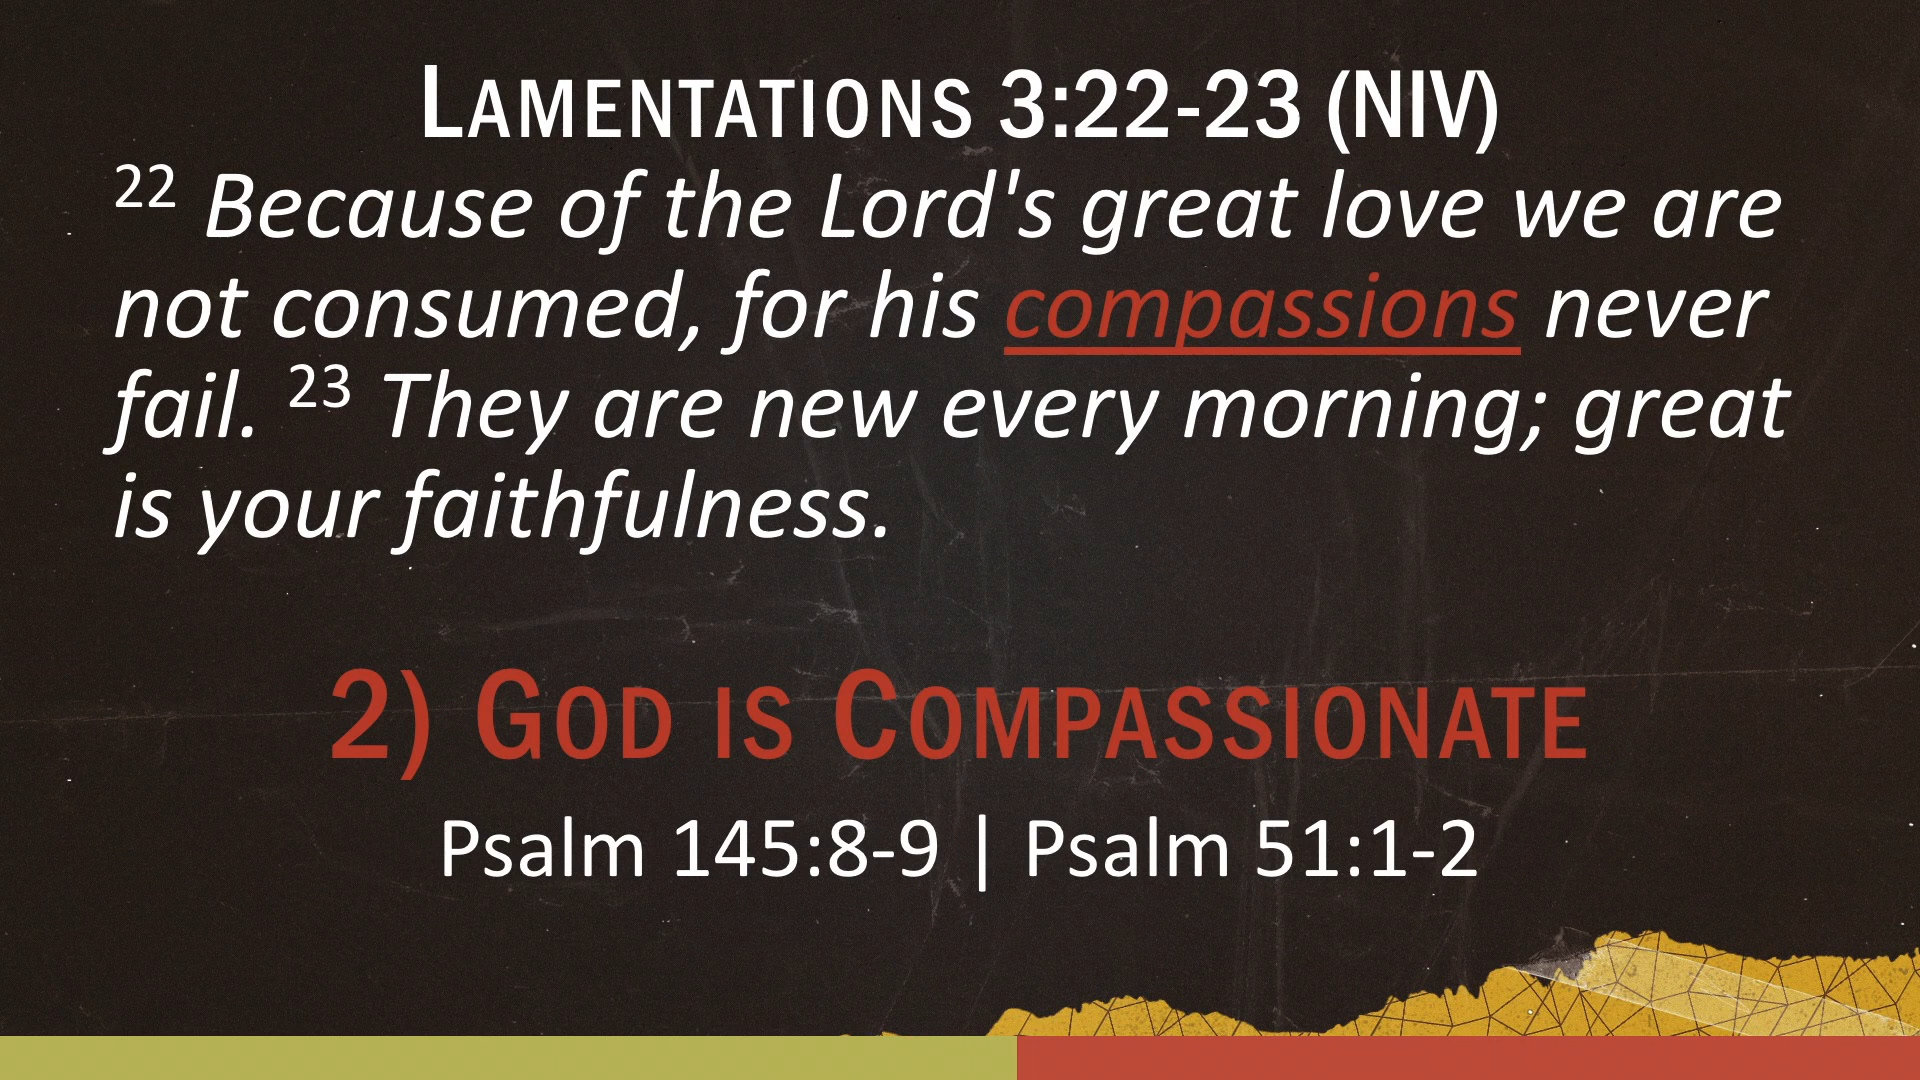 Lamentations 3:22-23 (NIV)
22 Because of the Lord's great love we are
not consumed, for his compassions never
fail. 23 They are new every morning; great
is your faithfulness.
2) God is Compassionate
Psalm 145:8-9 | Psalm 51:1-2